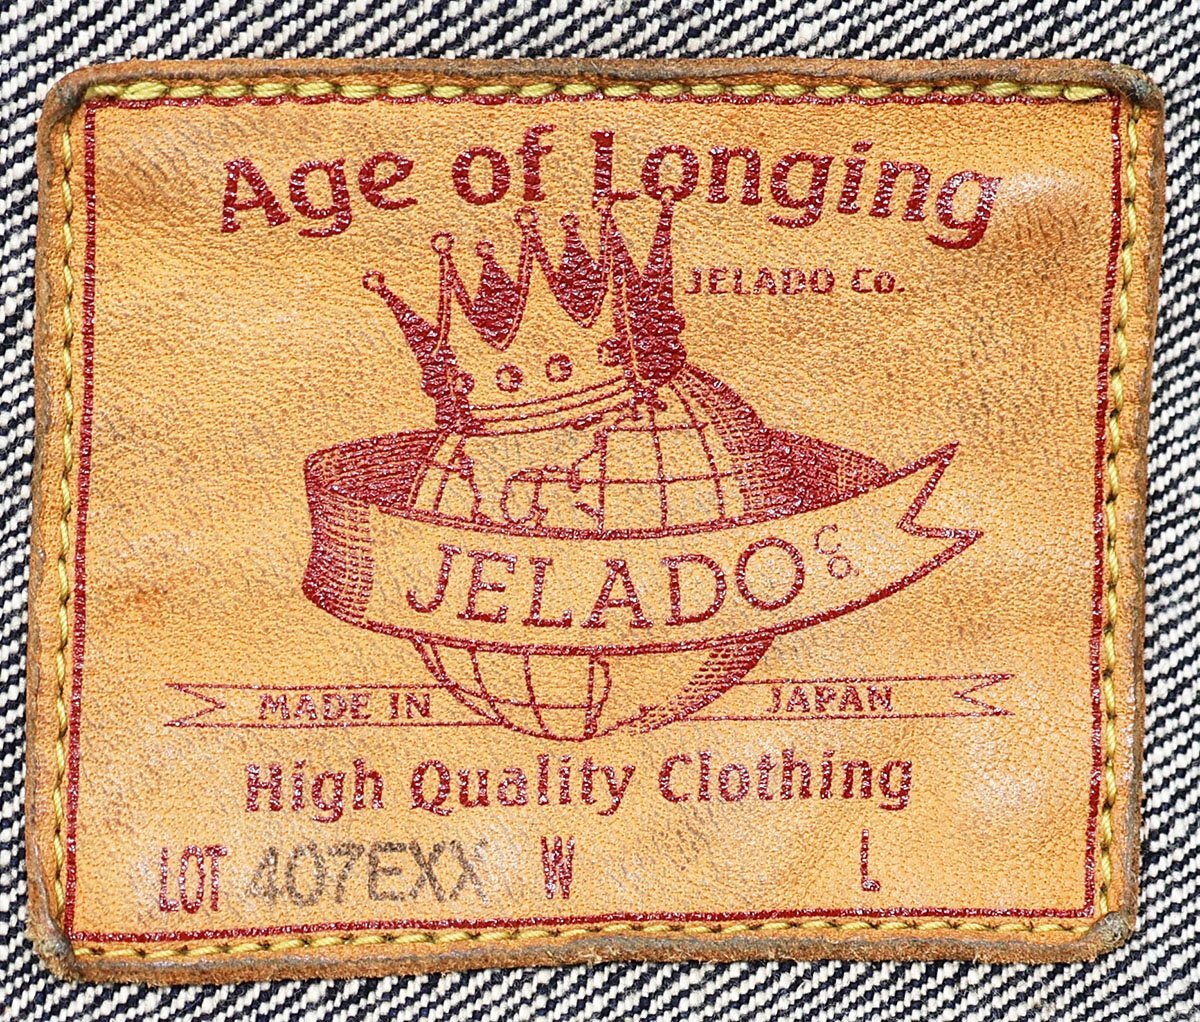 Age of Longing
JELADO Co.
JELADO Co
MADE IN JAPAN
High Quality Clothing
LOT 407EXX W L